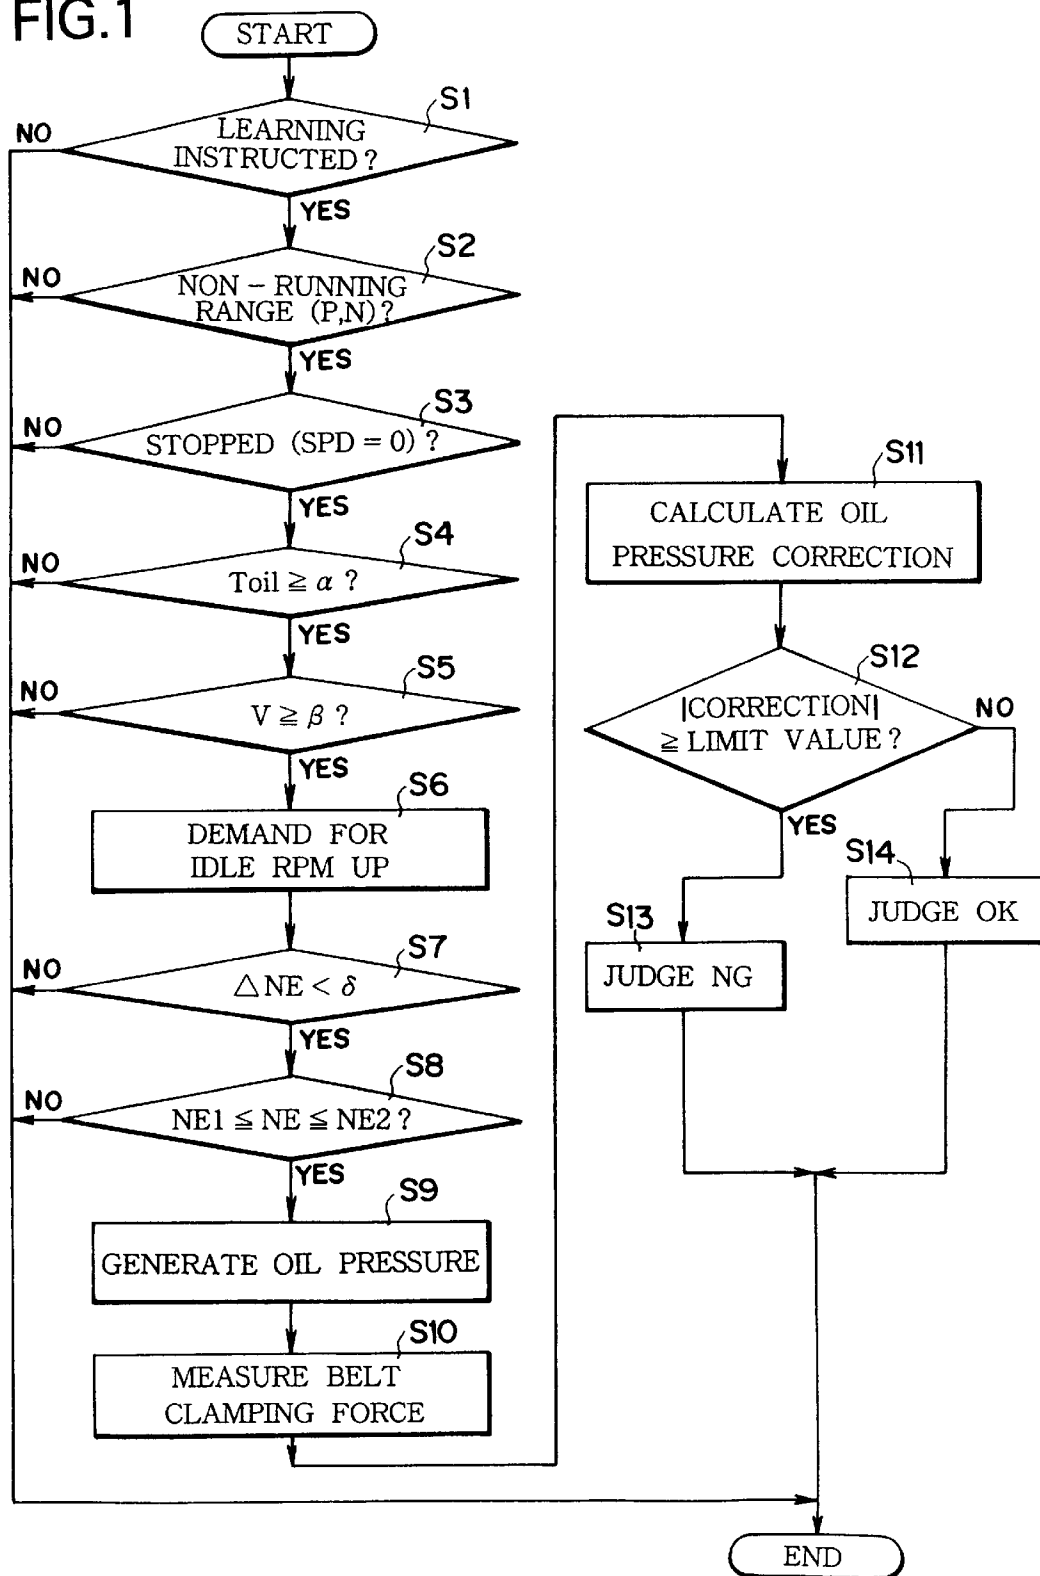 FIG.1
START
S1
NO
LEARNING
INSTRUCTED ?
YES
S2
NO
NON - RUNNING
RANGE (P,N) ?
YES
S3
NO
STOPPED (SPD = 0) ?
YES
S4
NO
Toil ≧ α ?
YES
S5
NO
V ≧ β ?
YES
S6
DEMAND FOR
IDLE RPM UP
S7
NO
△NE < δ
YES
S8
NO
NE1 ≦ NE ≦ NE2 ?
YES
S9
GENERATE OIL PRESSURE
S10
MEASURE BELT
CLAMPING FORCE
S11
CALCULATE OIL
PRESSURE CORRECTION
S12
|CORRECTION|
≧ LIMIT VALUE ?
NO
YES
S14
JUDGE OK
S13
JUDGE NG
END